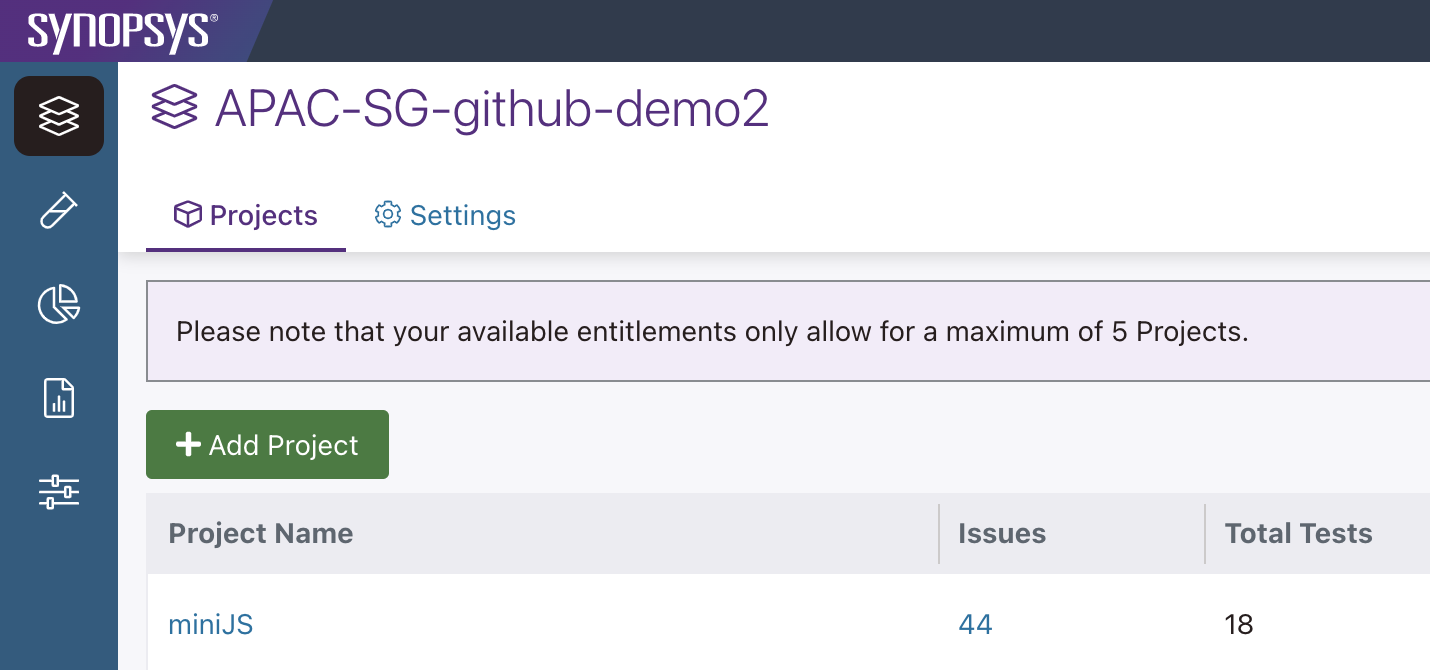 SYNOPSYS®
APAC-SG-github-demo2
Projects Settings
Please note that your available entitlements only allow for a maximum of 5 Projects.
Add Project
Project Name Issues Total Tests
miniJS 44 18